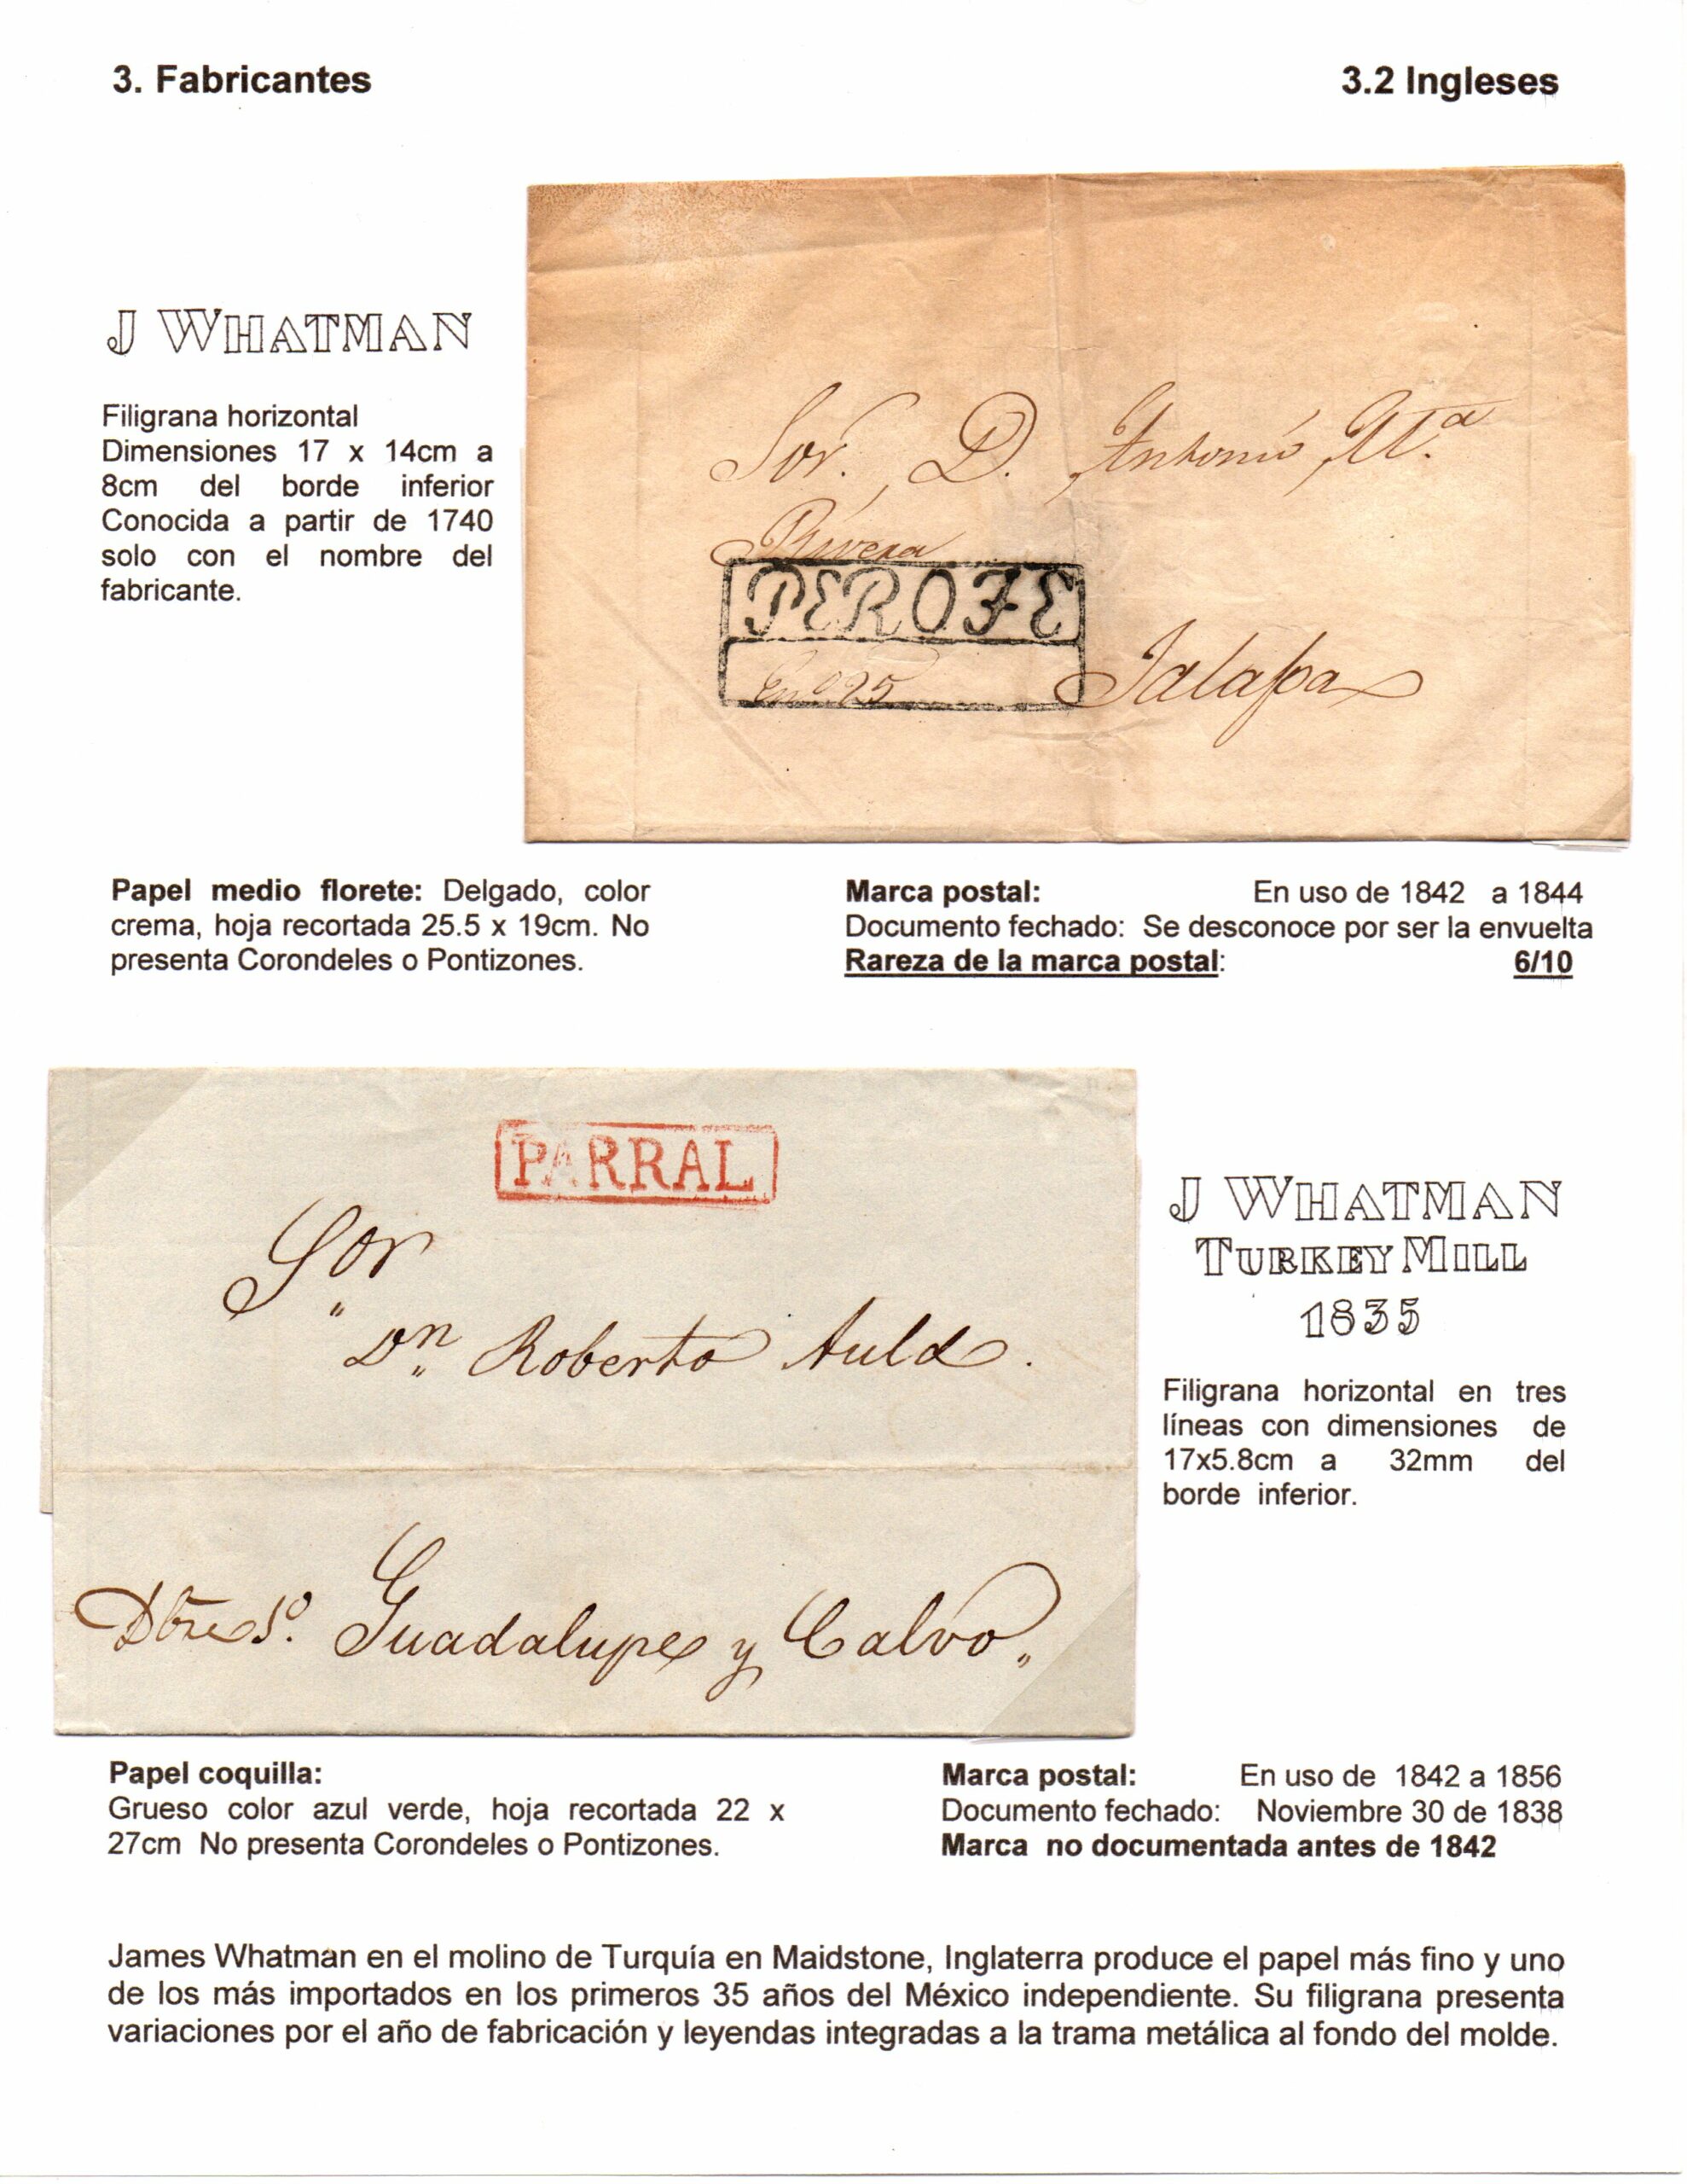 3. Fabricantes
3.2 Ingleses
J WHATMAN
Filigrana horizontal
Dimensiones 17 x 14cm a
8cm del borde inferior
Conocida a partir de 1740
solo con el nombre del
fabricante.
Sor. D. Antonio Ma.
Rivera
PEROTE
En.o 25
Jalapa
Papel medio florete: Delgado, color
crema, hoja recortada 25.5 x 19cm. No
presenta Corondeles o Pontizones.
Marca postal: En uso de 1842 a 1844
Documento fechado: Se desconoce por ser la envuelta
Rareza de la marca postal: 6/10
PARRAL
Sor
Dn Roberto Auld.
Guadalupe y Calvo
J WHATMAN
TURKEY MILL
1835
Filigrana horizontal en tres
líneas con dimensiones de
17x5.8cm a 32mm del
borde inferior.
Papel coquilla:
Grueso color azul verde, hoja recortada 22 x
27cm No presenta Corondeles o Pontizones.
Marca postal: En uso de 1842 a 1856
Documento fechado: Noviembre 30 de 1838
Marca no documentada antes de 1842
James Whatman en el molino de Turquía en Maidstone, Inglaterra produce el papel más fino y uno
de los más importados en los primeros 35 años del México independiente. Su filigrana presenta
variaciones por el año de fabricación y leyendas integradas a la trama metálica al fondo del molde.